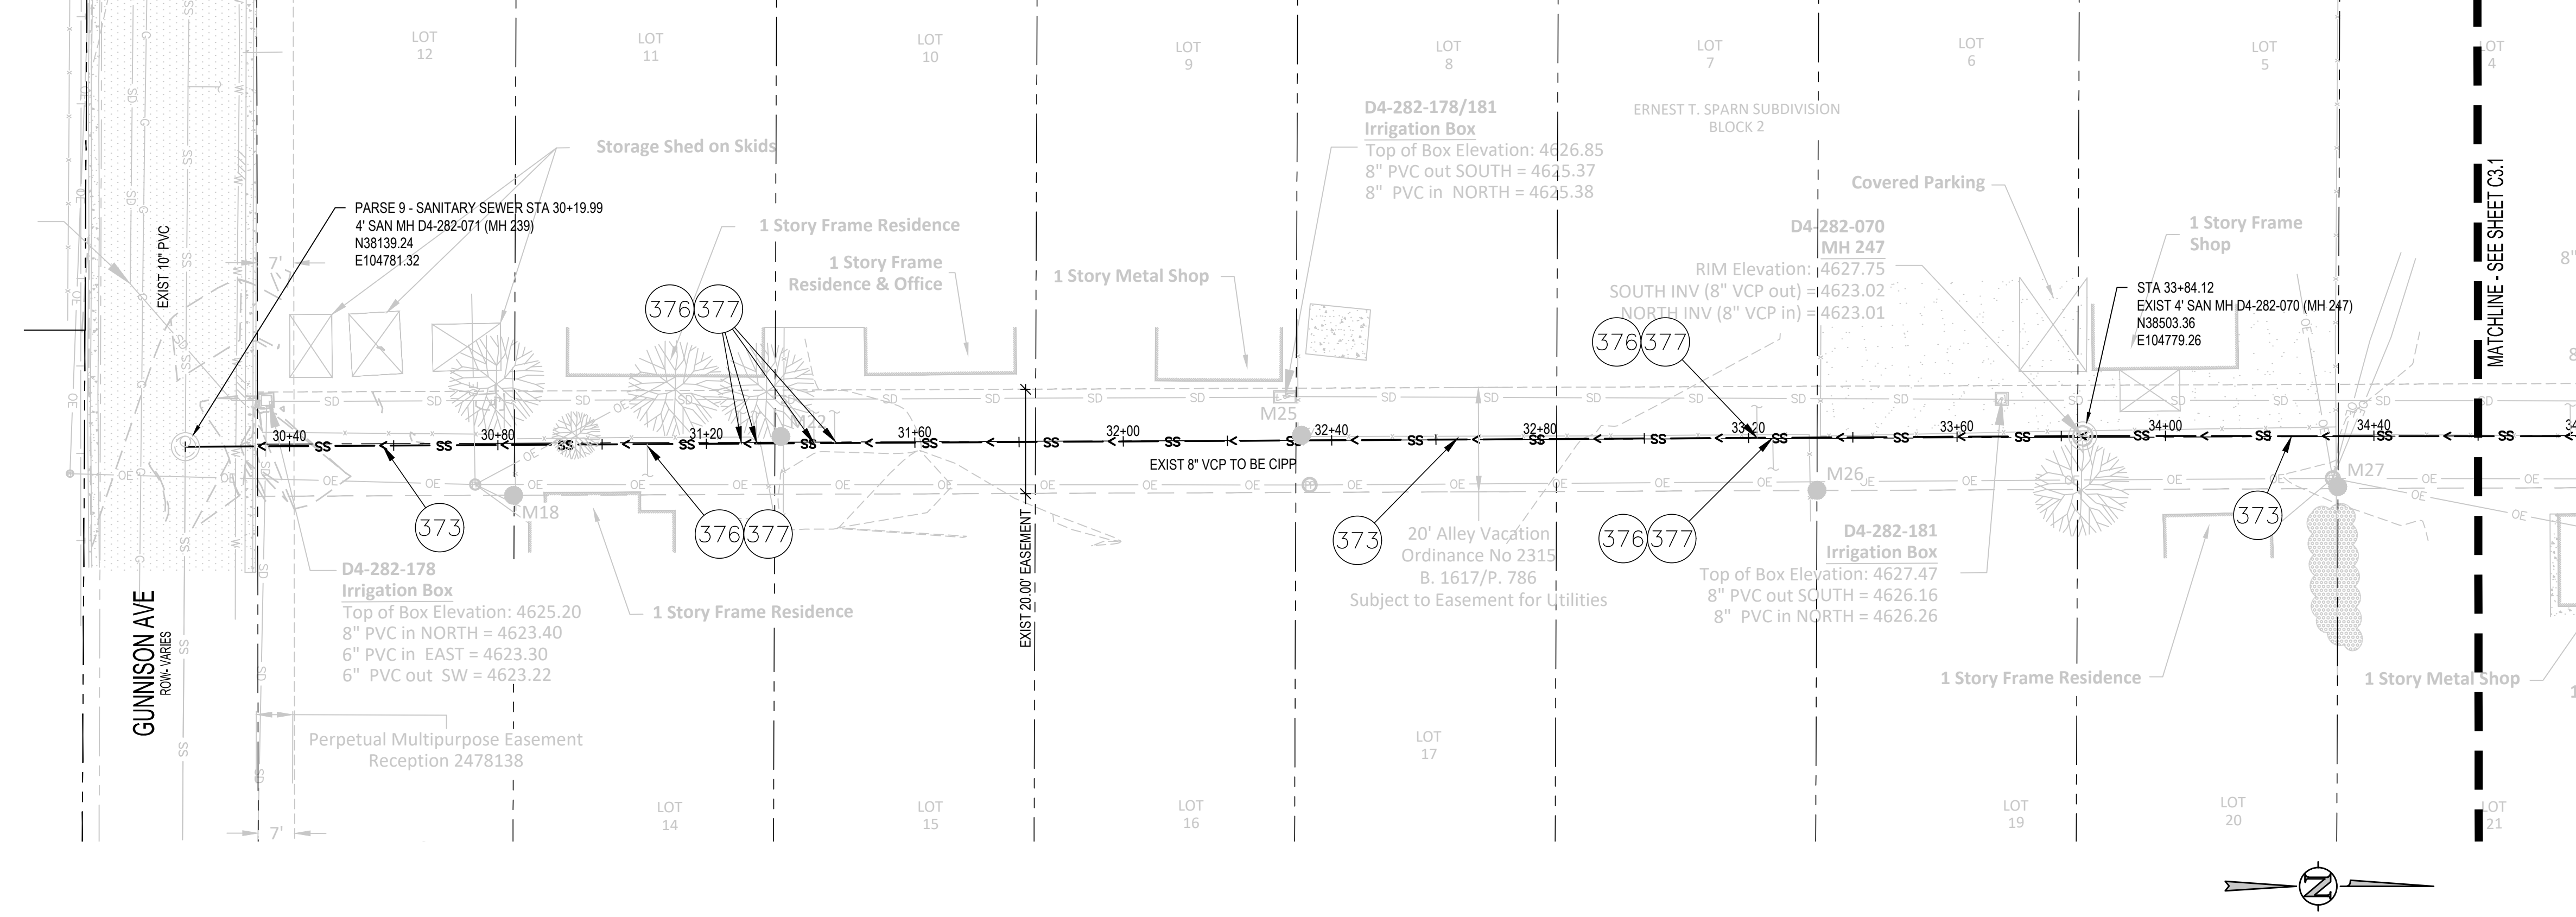 LOT
12
LOT
11
LOT
10
LOT
9
LOT
8
LOT
7
LOT
6
LOT
5
LOT
4
ERNEST T. SPARN SUBDIVISION
BLOCK 2
D4-282-178/181
Irrigation Box
Top of Box Elevation: 4626.85
8" PVC out SOUTH = 4625.37
8" PVC in NORTH = 4625.38
Storage Shed on Skids
PARSE 9 - SANITARY SEWER STA 30+19.99
4' SAN MH D4-282-071 (MH 239)
N38139.24
E104781.32
EXIST 10" PVC
7'
1 Story Frame Residence
1 Story Frame
Residence & Office
1 Story Metal Shop
Covered Parking
D4-282-070
MH 247
RIM Elevation: 4627.75
SOUTH INV (8" VCP out) = 4623.02
NORTH INV (8" VCP in) = 4623.01
1 Story Frame
Shop
STA 33+84.12
EXIST 4' SAN MH D4-282-070 (MH 247)
N38503.36
E104779.26
MATCHLINE - SEE SHEET C3.1
8"
376
377
376
377
M25
30+40
30+80
31+20
31+60
32+00
32+40
32+80
33+20
33+60
34+00
34+40
EXIST 8" VCP TO BE CIPP
M18
M26
M27
373
376
377
373
376
377
373
EXIST 20.00' EASEMENT
20' Alley Vacation
Ordinance No 2315
B. 1617/P. 786
Subject to Easement for Utilities
D4-282-181
Irrigation Box
Top of Box Elevation: 4627.47
8" PVC out SOUTH = 4626.16
8" PVC in NORTH = 4626.26
D4-282-178
Irrigation Box
Top of Box Elevation: 4625.20
8" PVC in NORTH = 4623.40
6" PVC in EAST = 4623.30
6" PVC out SW = 4623.22
1 Story Frame Residence
GUNNISON AVE
ROW- VARIES
1 Story Frame Residence
1 Story Metal Shop
Perpetual Multipurpose Easement
Reception 2478138
LOT
17
7'
LOT
14
LOT
15
LOT
16
LOT
19
LOT
20
LOT
21
N